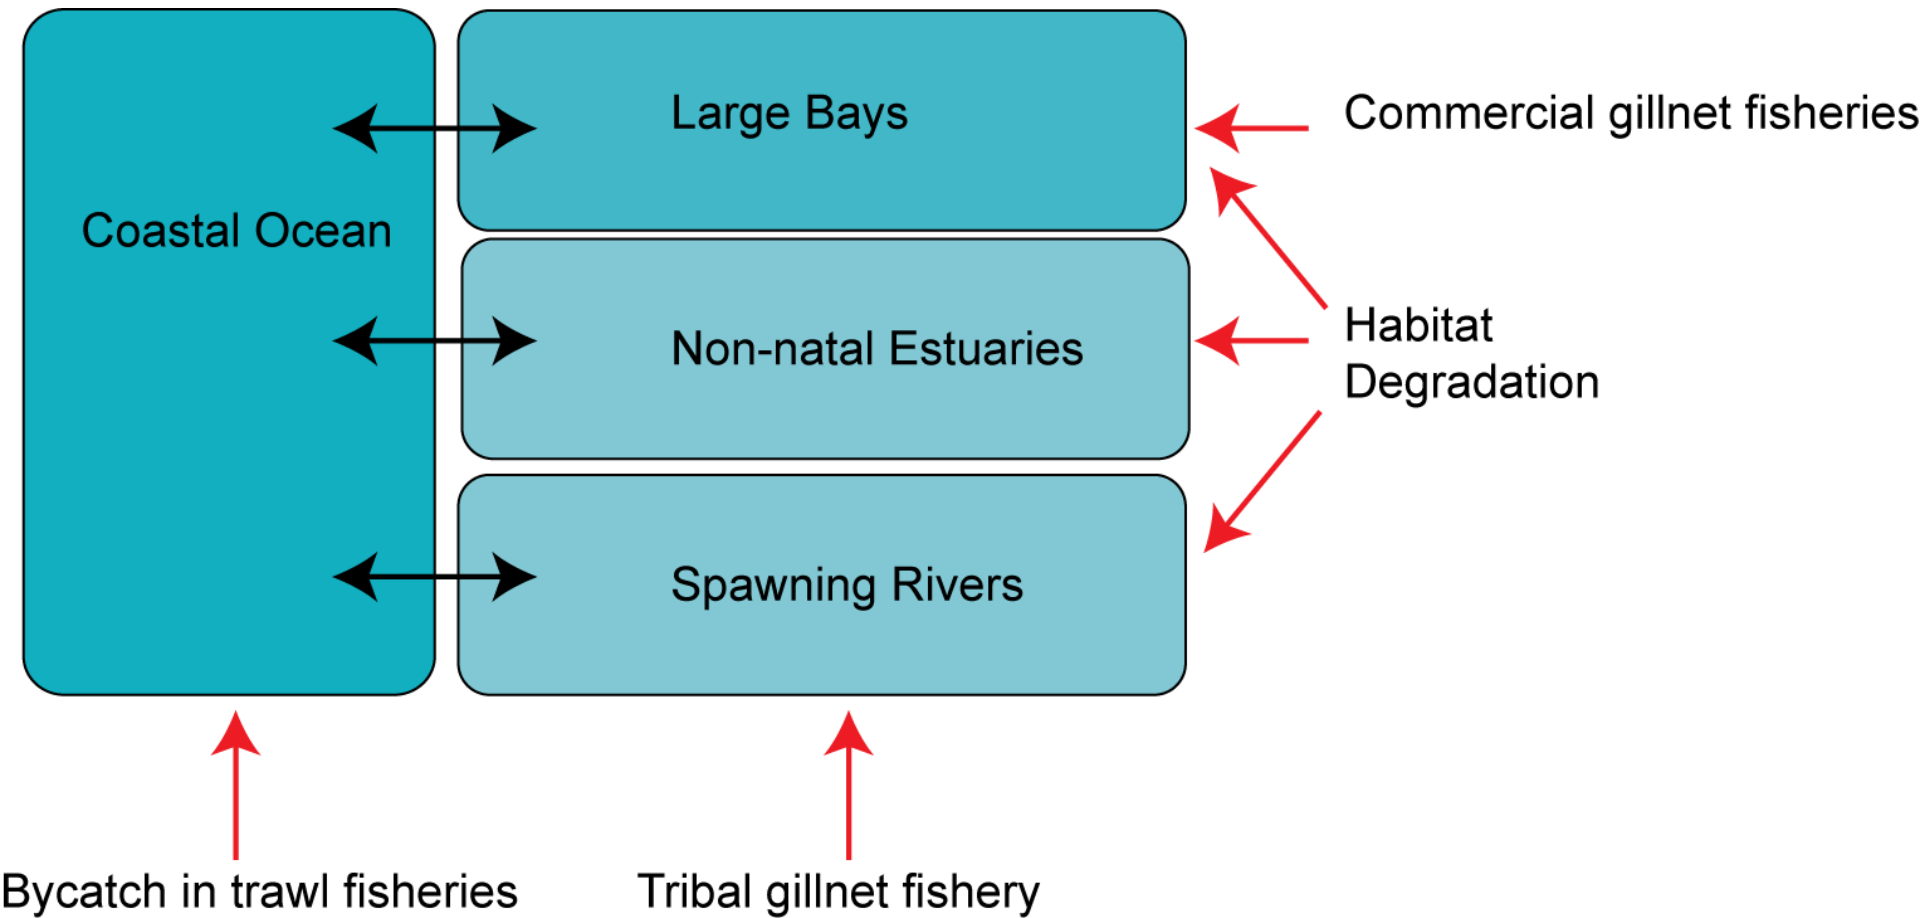 Large Bays
Commercial gillnet fisheries
Coastal Ocean
Non-natal Estuaries
Habitat
Degradation
Spawning Rivers
Bycatch in trawl fisheries
Tribal gillnet fishery